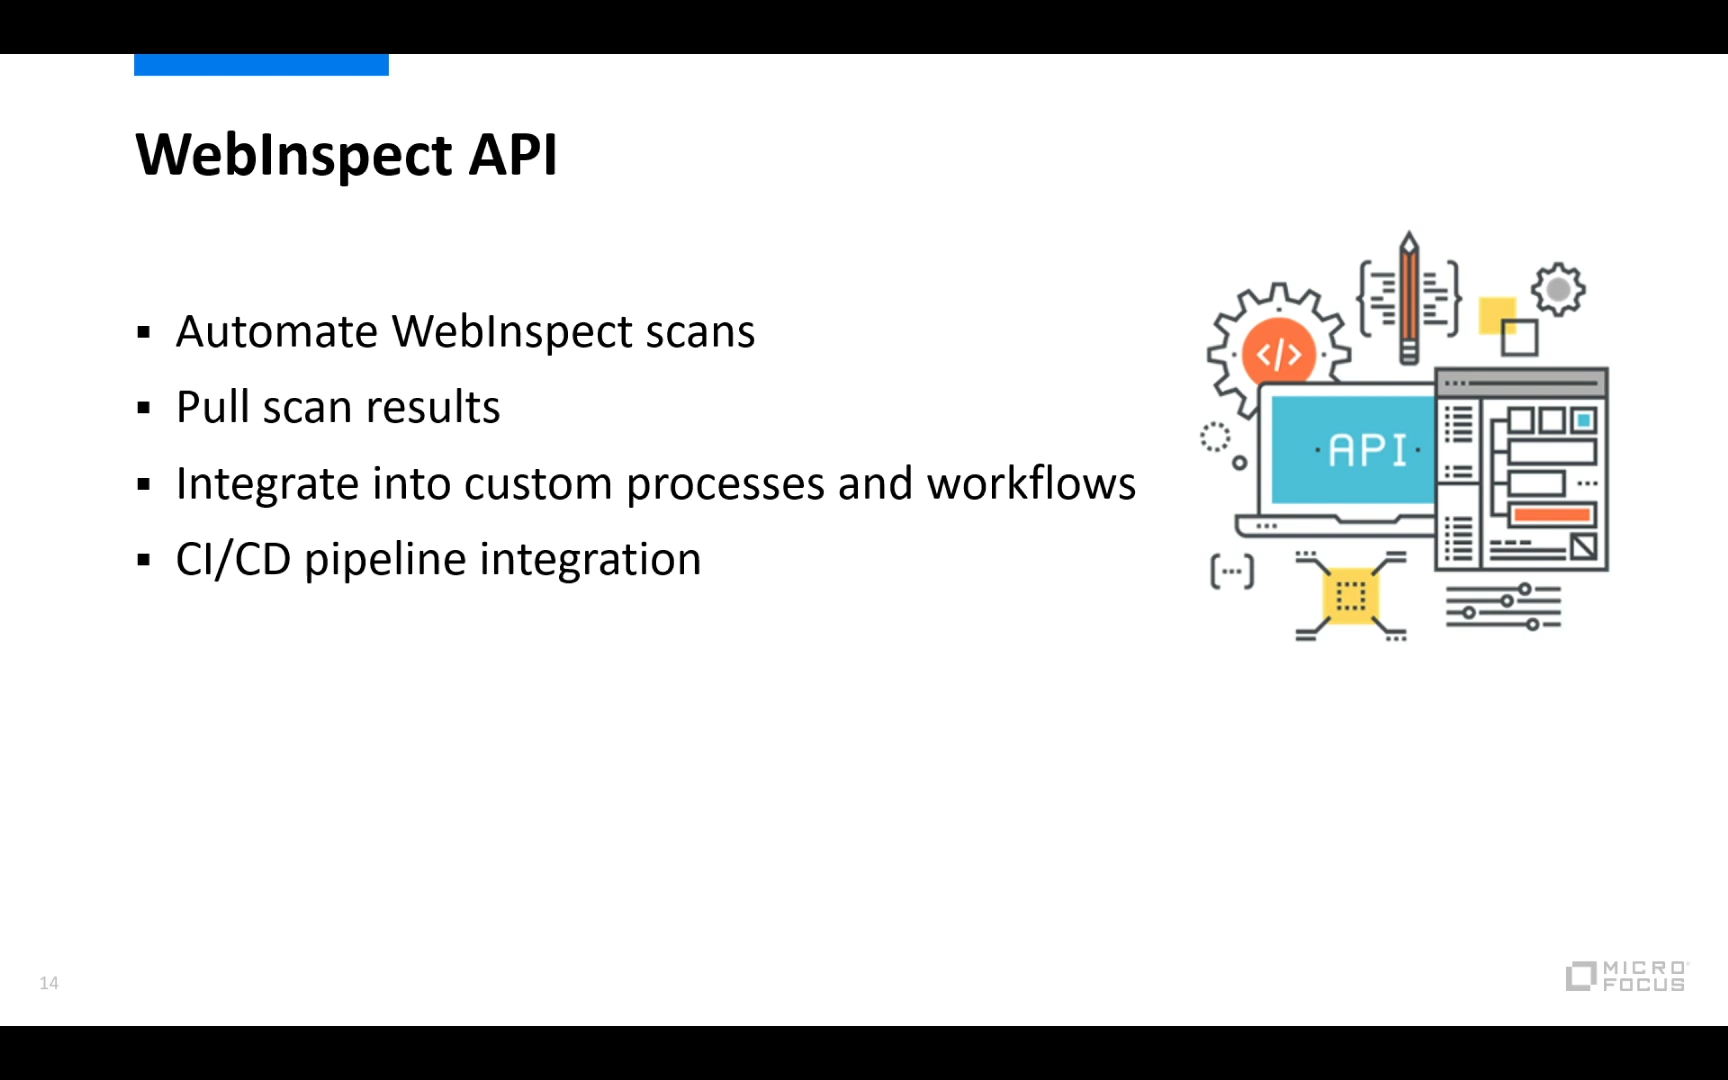 WebInspect API
▪ Automate WebInspect scans
▪ Pull scan results
▪ Integrate into custom processes and workflows
▪ CI/CD pipeline integration
</>
·API·
{
}
[···]
14
MICRO
FOCUS